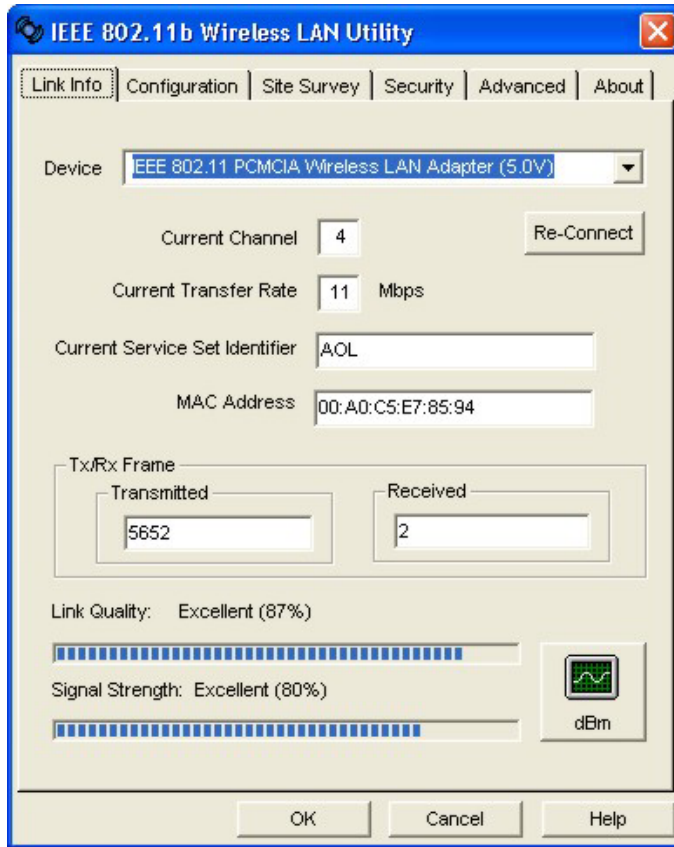 IEEE 802.11b Wireless LAN Utility
Link Info Configuration Site Survey Security Advanced About
Device IEEE 802.11 PCMCIA Wireless LAN Adapter (5.0V)
Current Channel 4 Re-Connect
Current Transfer Rate 11 Mbps
Current Service Set Identifier AOL
MAC Address 00:A0:C5:E7:85:94
Tx/Rx Frame
Transmitted Received
5652 2
Link Quality: Excellent (87%)
Signal Strength: Excellent (80%)
dBm
OK Cancel Help